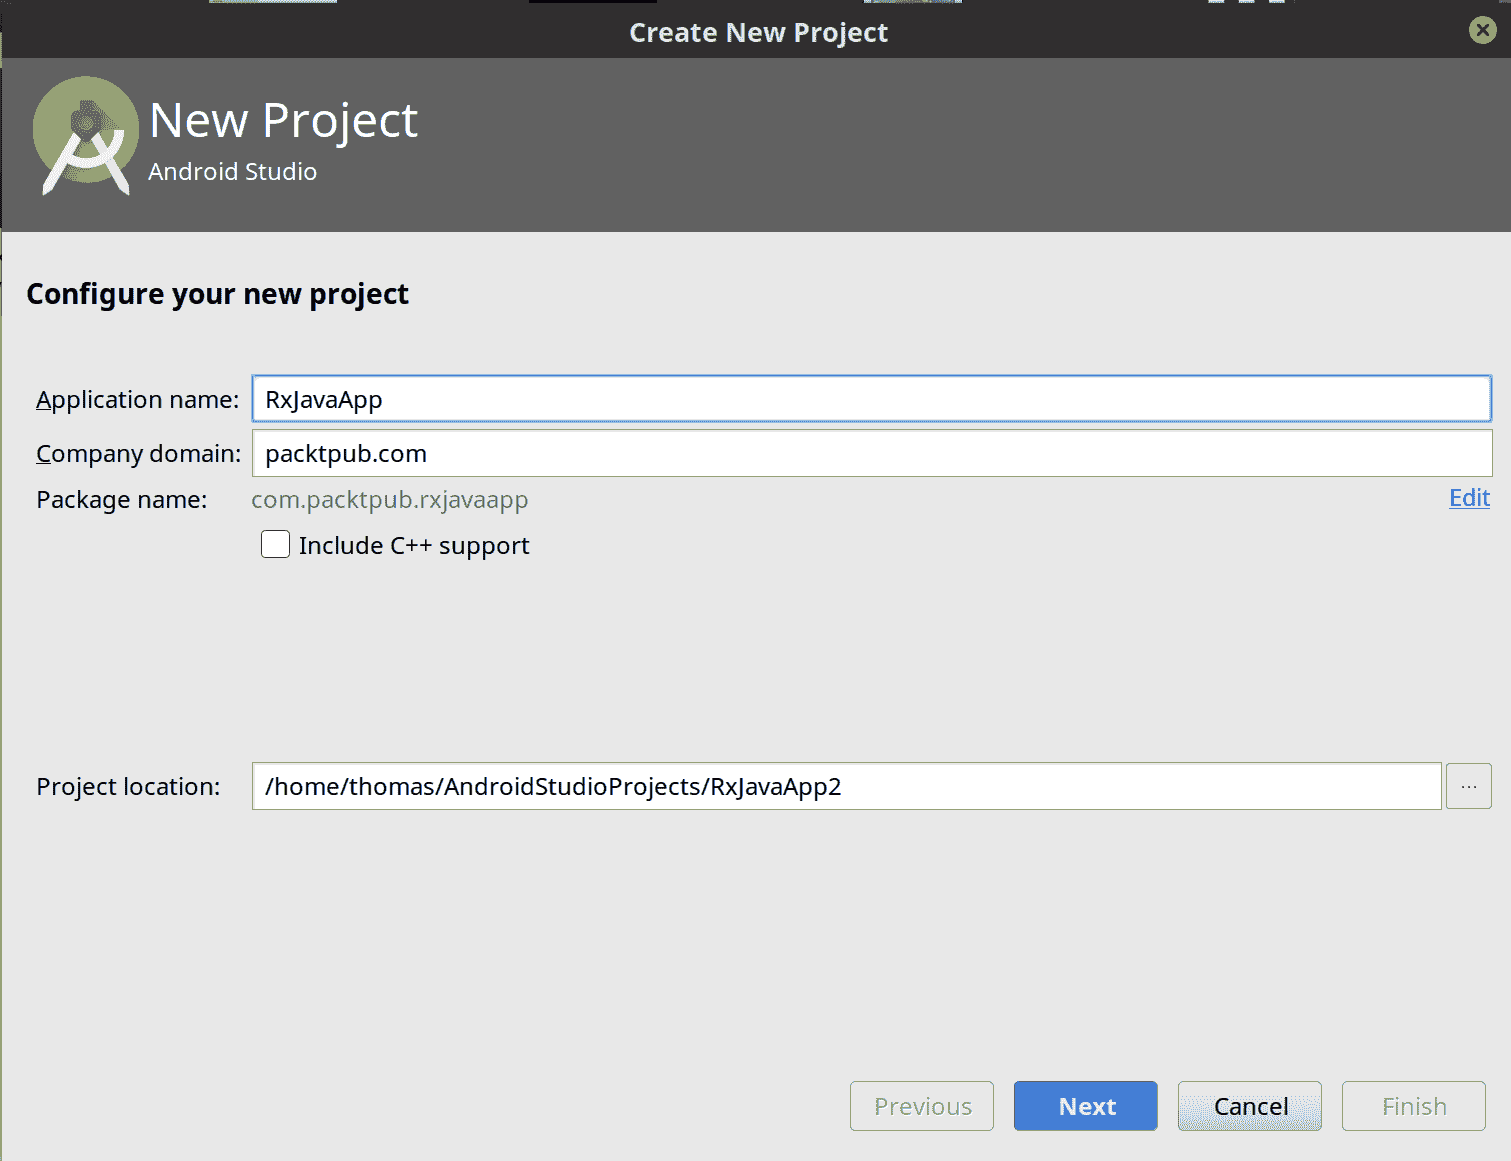 Create New Project
New Project
Android Studio
Configure your new project
Application name: RxJavaApp
Company domain: packtpub.com
Package name: com.packtpub.rxjavaapp Edit
Include C++ support
Project location: /home/thomas/AndroidStudioProjects/RxJavaApp2 ...
Previous Next Cancel Finish